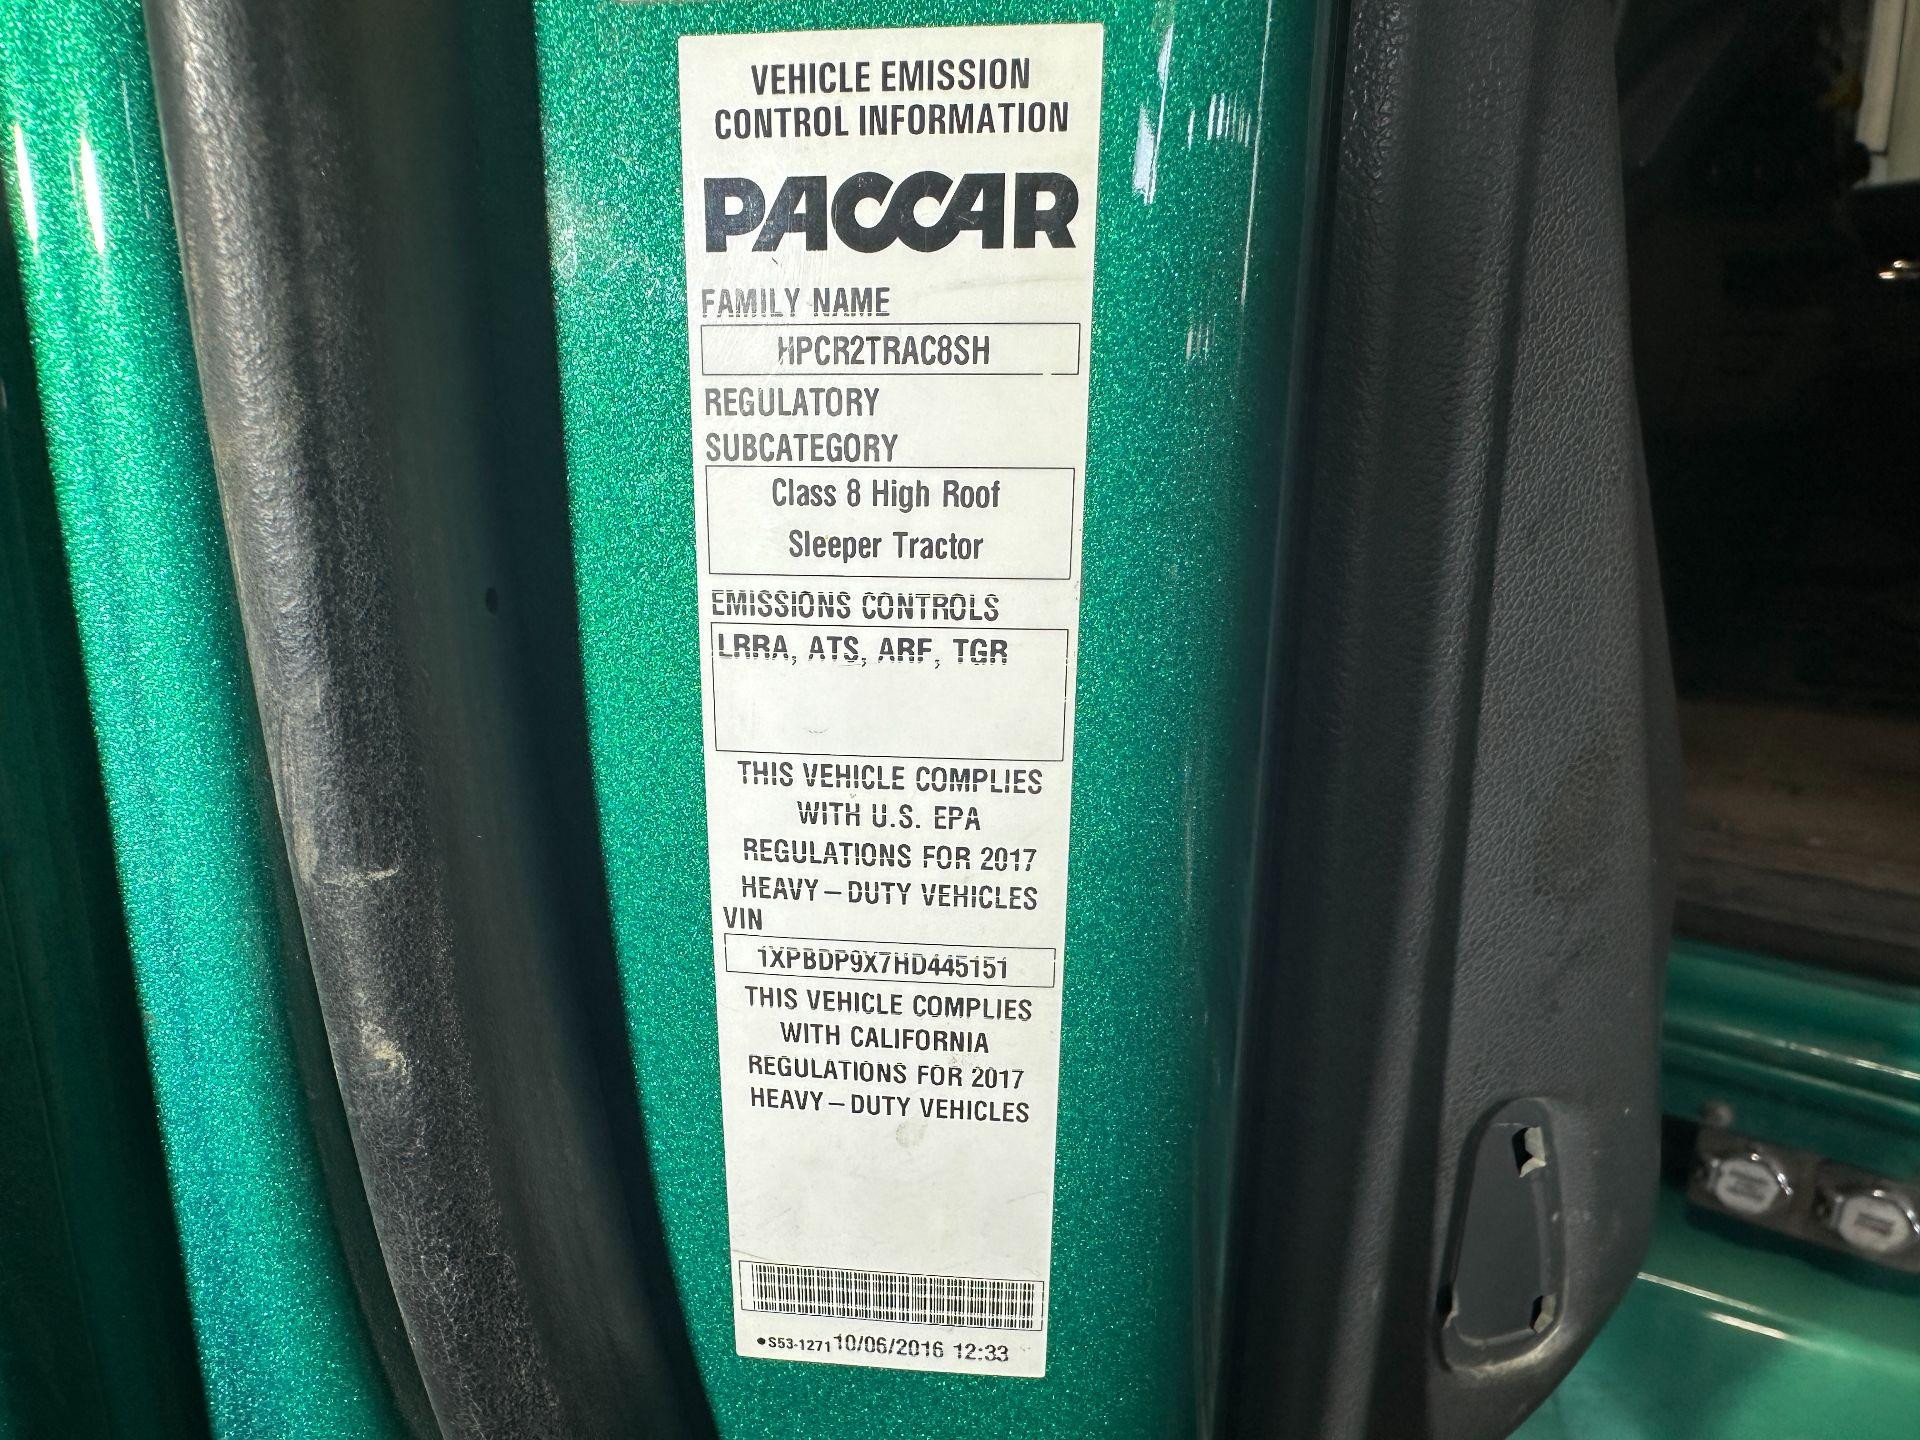 VEHICLE EMISSION
CONTROL INFORMATION
PACCAR
FAMILY NAME
HPCR2TRAC8SH
REGULATORY
SUBCATEGORY
Class 8 High Roof
Sleeper Tractor
EMISSIONS CONTROLS
LRRA, ATS, ARF, TGR
THIS VEHICLE COMPLIES
WITH U.S. EPA
REGULATIONS FOR 2017
HEAVY-DUTY VEHICLES
VIN
1XPBDP9X7HD445151
THIS VEHICLE COMPLIES
WITH CALIFORNIA
REGULATIONS FOR 2017
HEAVY-DUTY VEHICLES
•S53-1271 10/06/2016 12:33